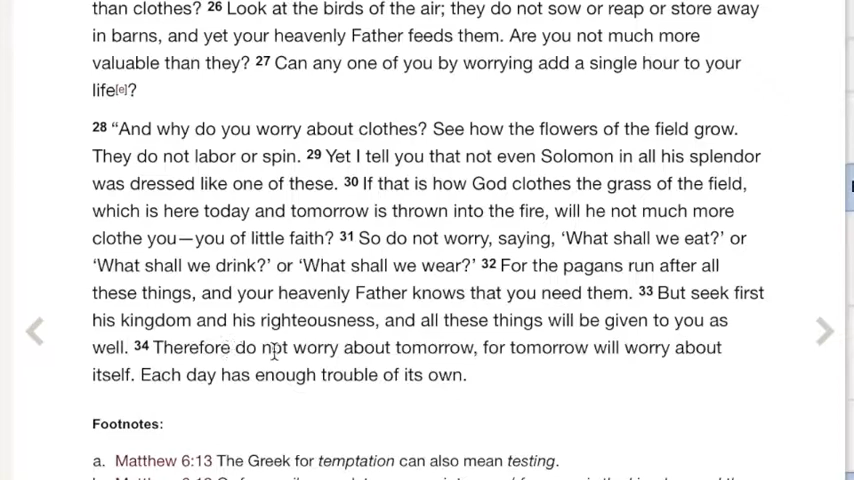 than clothes? 26 Look at the birds of the air; they do not sow or reap or store away
in barns, and yet your heavenly Father feeds them. Are you not much more
valuable than they? 27 Can any one of you by worrying add a single hour to your
life[e]?
28 “And why do you worry about clothes? See how the flowers of the field grow.
They do not labor or spin. 29 Yet I tell you that not even Solomon in all his splendor
was dressed like one of these. 30 If that is how God clothes the grass of the field,
which is here today and tomorrow is thrown into the fire, will he not much more
clothe you—you of little faith? 31 So do not worry, saying, ‘What shall we eat?’ or
‘What shall we drink?’ or ‘What shall we wear?’ 32 For the pagans run after all
these things, and your heavenly Father knows that you need them. 33 But seek first
his kingdom and his righteousness, and all these things will be given to you as
well. 34 Therefore do not worry about tomorrow, for tomorrow will worry about
itself. Each day has enough trouble of its own.
Footnotes:
a. Matthew 6:13 The Greek for temptation can also mean testing.